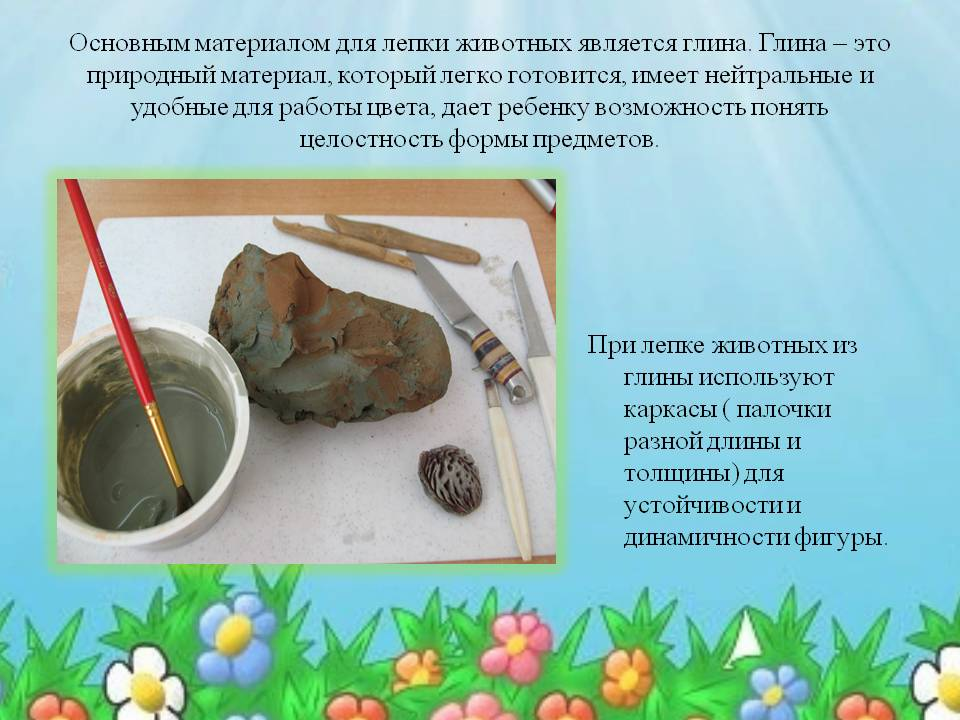 Основным материалом для лепки животных является глина. Глина – это
природный материал, который легко готовится, имеет нейтральные и
удобные для работы цвета, дает ребенку возможность понять
целостность формы предметов.
При лепке животных из
глины используют
каркасы ( палочки
разной длины и
толщины) для
устойчивости и
динамичности фигуры.